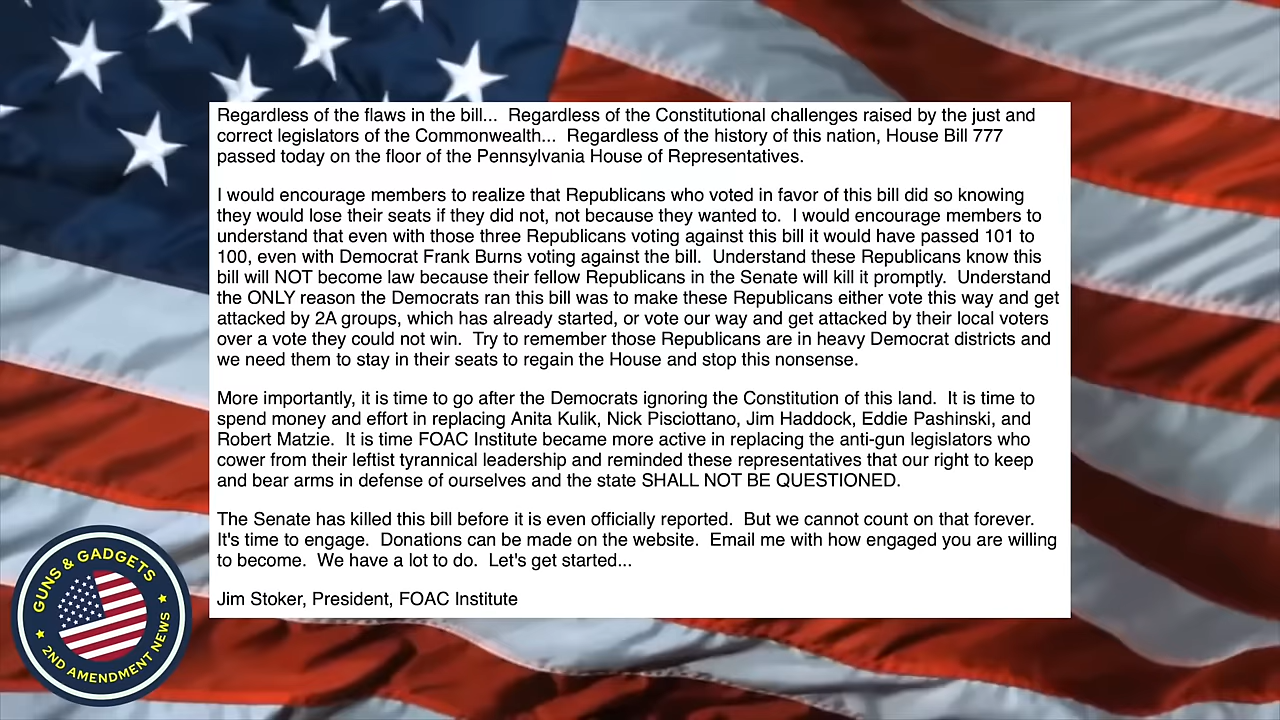 Regardless of the flaws in the bill...  Regardless of the Constitutional challenges raised by the just and
correct legislators of the Commonwealth...  Regardless of the history of this nation, House Bill 777
passed today on the floor of the Pennsylvania House of Representatives.
I would encourage members to realize that Republicans who voted in favor of this bill did so knowing
they would lose their seats if they did not, not because they wanted to.  I would encourage members to
understand that even with those three Republicans voting against this bill it would have passed 101 to
100, even with Democrat Frank Burns voting against the bill.  Understand these Republicans know this
bill will NOT become law because their fellow Republicans in the Senate will kill it promptly.  Understand
the ONLY reason the Democrats ran this bill was to make these Republicans either vote this way and get
attacked by 2A groups, which has already started, or vote our way and get attacked by their local voters
over a vote they could not win.  Try to remember those Republicans are in heavy Democrat districts and
we need them to stay in their seats to regain the House and stop this nonsense.
More importantly, it is time to go after the Democrats ignoring the Constitution of this land.  It is time to
spend money and effort in replacing Anita Kulik, Nick Pisciottano, Jim Haddock, Eddie Pashinski, and
Robert Matzie.  It is time FOAC Institute became more active in replacing the anti-gun legislators who
cower from their leftist tyrannical leadership and reminded these representatives that our right to keep
and bear arms in defense of ourselves and the state SHALL NOT BE QUESTIONED.
The Senate has killed this bill before it is even officially reported.  But we cannot count on that forever.
It's time to engage.  Donations can be made on the website.  Email me with how engaged you are willing
to become.  We have a lot to do.  Let's get started...
Jim Stoker, President, FOAC Institute
GUNS & GADGETS
2ND AMENDMENT NEWS